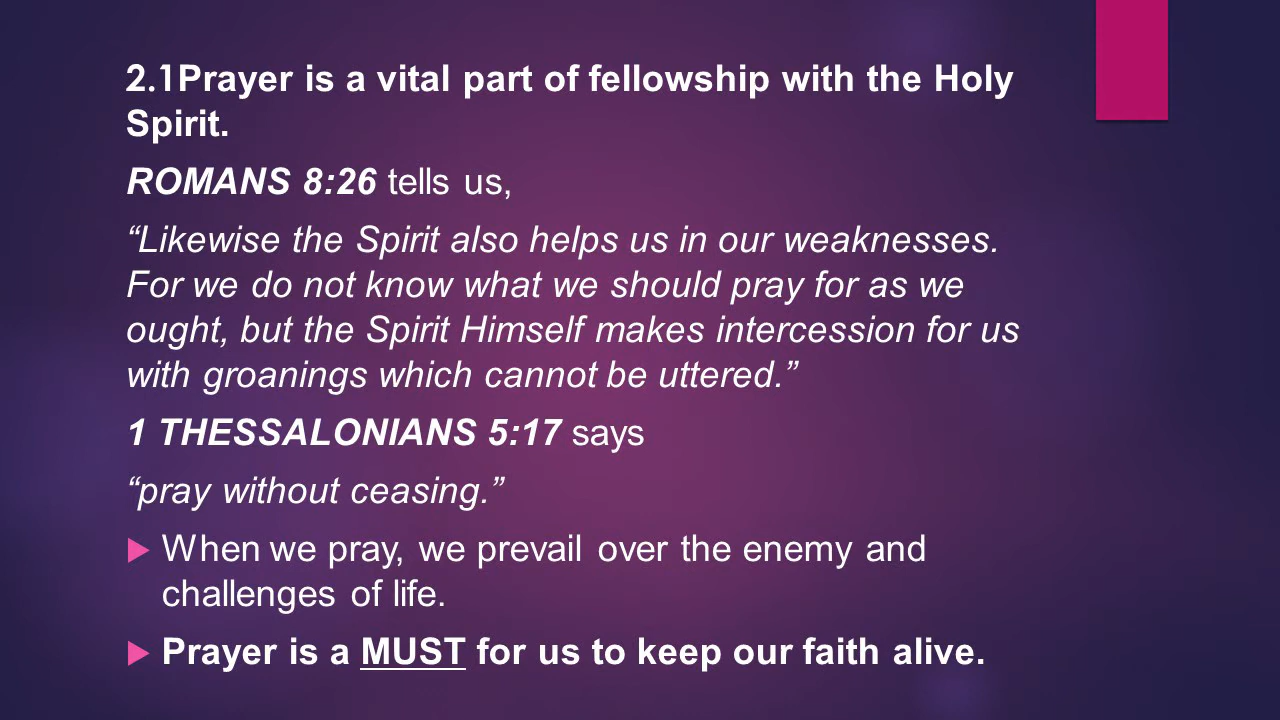 2.1Prayer is a vital part of fellowship with the Holy
Spirit.
ROMANS 8:26 tells us,
“Likewise the Spirit also helps us in our weaknesses.
For we do not know what we should pray for as we
ought, but the Spirit Himself makes intercession for us
with groanings which cannot be uttered.”
1 THESSALONIANS 5:17 says
“pray without ceasing.”
When we pray, we prevail over the enemy and
challenges of life.
Prayer is a MUST for us to keep our faith alive.